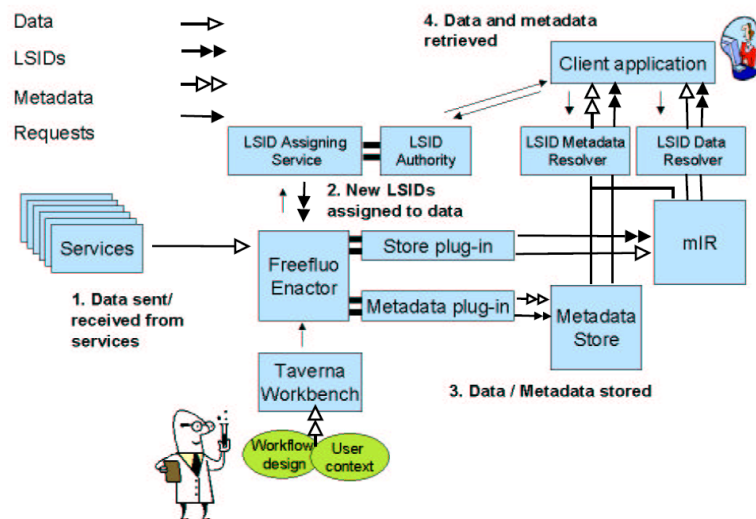 Data
LSIDs
Metadata
Requests
4. Data and metadata
retrieved
Client application
LSID Assigning
Service
LSID
Authority
LSID Metadata
Resolver
LSID Data
Resolver
2. New LSIDs
assigned to data
Services
Freefluo
Enactor
Store plug-in
mIR
1. Data sent/
received from
services
Metadata plug-in
Metadata
Store
Taverna
Workbench
3. Data / Metadata stored
Workflow
design
User
context